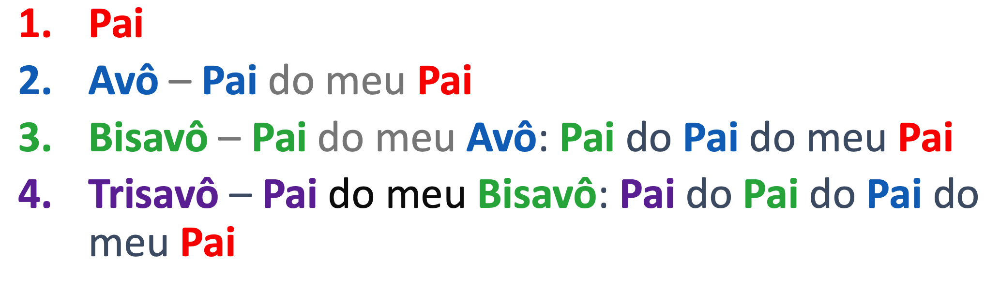 1. Pai
2. Avô – Pai do meu Pai
3. Bisavô – Pai do meu Avô: Pai do Pai do meu Pai
4. Trisavô – Pai do meu Bisavô: Pai do Pai do Pai do
meu Pai